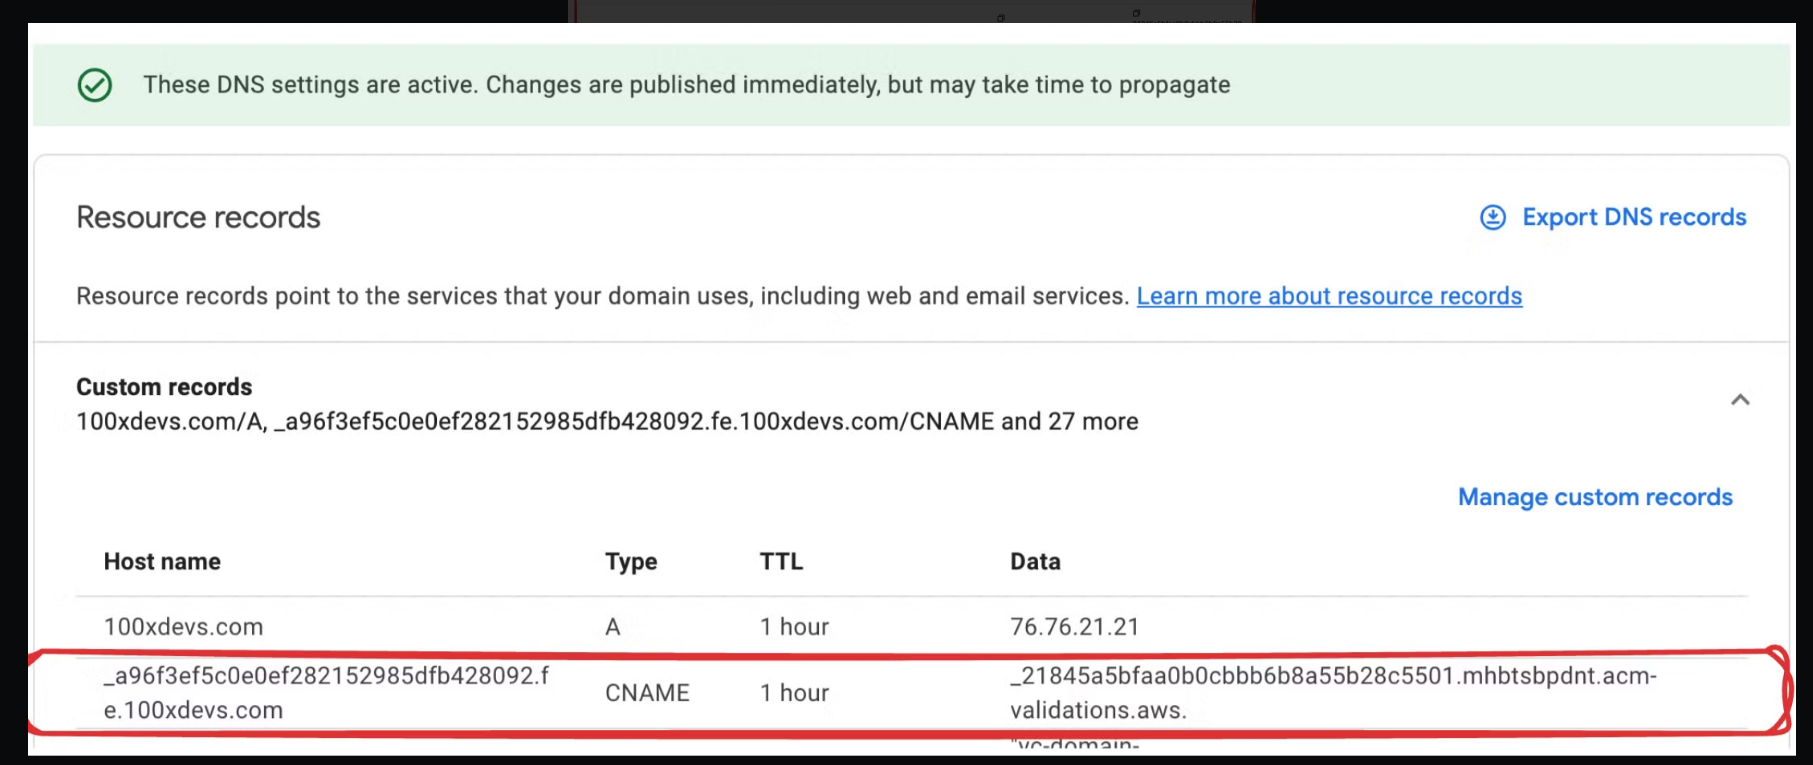 These DNS settings are active. Changes are published immediately, but may take time to propagate
Resource records
Export DNS records
Resource records point to the services that your domain uses, including web and email services. Learn more about resource records
Custom records
100xdevs.com/A, _a96f3ef5c0e0ef282152985dfb428092.fe.100xdevs.com/CNAME and 27 more
Manage custom records
Host name Type TTL Data
100xdevs.com A 1 hour 76.76.21.21
_a96f3ef5c0e0ef282152985dfb428092.f
e.100xdevs.com
CNAME 1 hour
_21845a5bfaa0b0cbbb6b8a55b28c5501.mhbtsbpdnt.acm-
validations.aws.
"vc-domain-